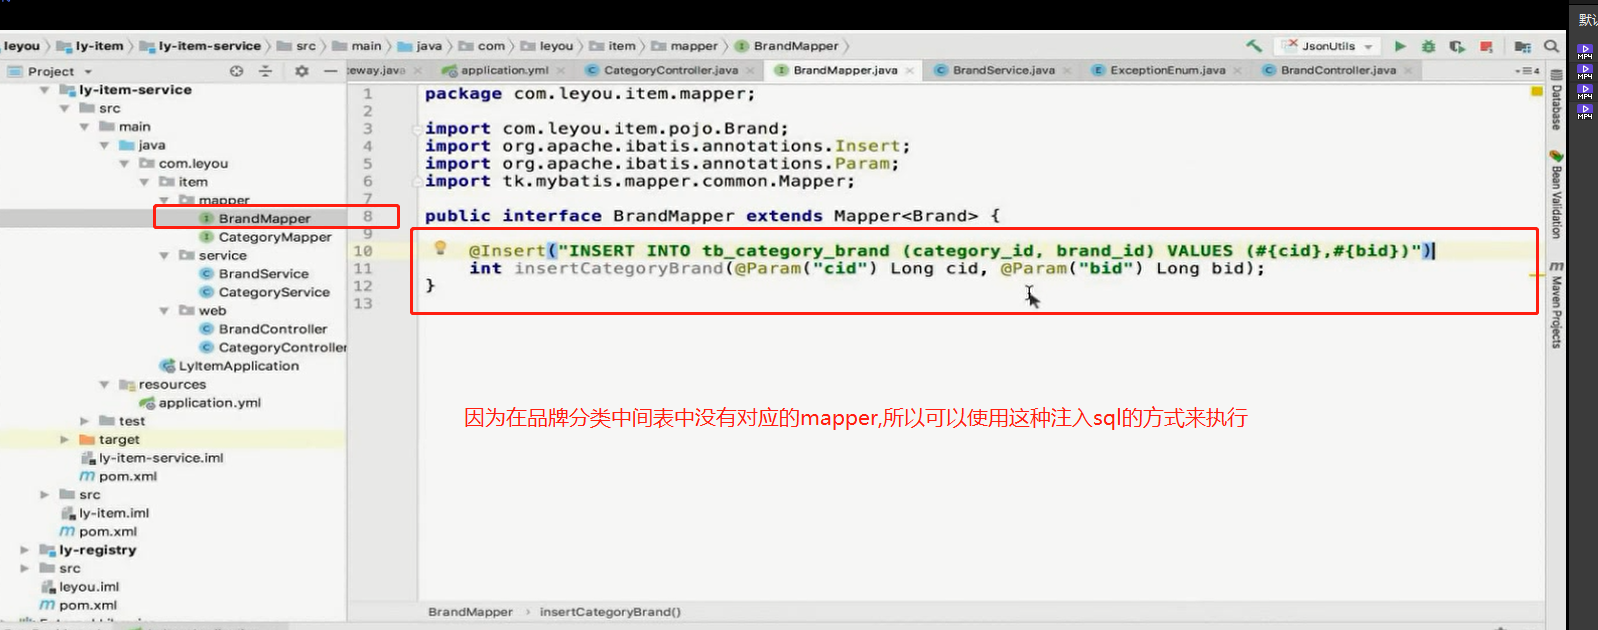 默认
leyou ly-item ly-item-service src main java com leyou item mapper BrandMapper JsonUtils
Project
teway.java application.yml CategoryController.java BrandMapper.java BrandService.java ExceptionEnum.java BrandController.java 4
ly-item-service
src
main
java
com.leyou
item
mapper
BrandMapper
CategoryMapper
service
BrandService
CategoryService
web
BrandController
CategoryController
LyItemApplication
resources
application.yml
test
target
ly-item-service.iml
pom.xml
src
ly-item.iml
pom.xml
ly-registry
src
leyou.iml
pom.xml
1 package com.leyou.item.mapper;
2
3 import com.leyou.item.pojo.Brand;
4 import org.apache.ibatis.annotations.Insert;
5 import org.apache.ibatis.annotations.Param;
6 import tk.mybatis.mapper.common.Mapper;
7
8 public interface BrandMapper extends Mapper<Brand> {
9
10 @Insert("INSERT INTO tb_category_brand (category_id, brand_id) VALUES (#{cid},#{bid})")
11 int insertCategoryBrand(@Param("cid") Long cid, @Param("bid") Long bid);
12 }
13
因为在品牌分类中间表中没有对应的mapper,所以可以使用这种注入sql的方式来执行
BrandMapper › insertCategoryBrand()
Database
Bean Validation
Maven Projects
MP4
MP4
MP4
MP4